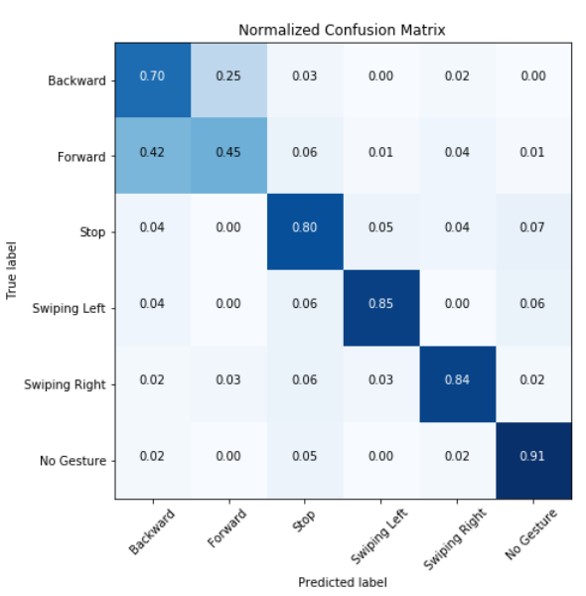 Normalized Confusion Matrix
True label
Backward 0.70 0.25 0.03 0.00 0.02 0.00
Forward 0.42 0.45 0.06 0.01 0.04 0.01
Stop 0.04 0.00 0.80 0.05 0.04 0.07
Swiping Left 0.04 0.00 0.06 0.85 0.00 0.06
Swiping Right 0.02 0.03 0.06 0.03 0.84 0.02
No Gesture 0.02 0.00 0.05 0.00 0.02 0.91
Backward Forward Stop Swiping Left Swiping Right No Gesture
Predicted label